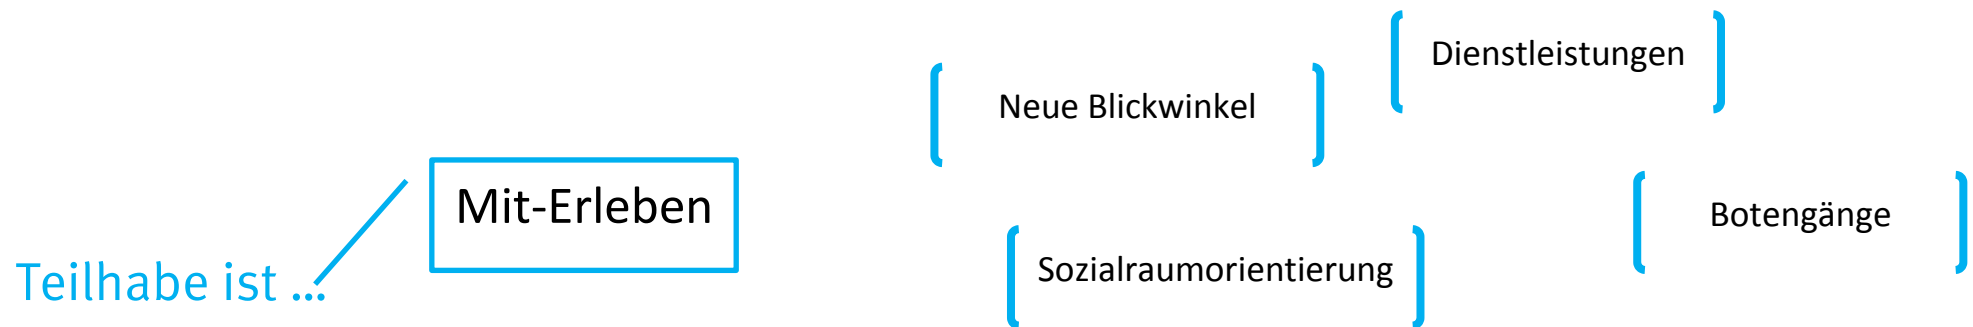 Teilhabe ist ...
Mit-Erleben
Neue Blickwinkel
Dienstleistungen
Sozialraumorientierung
Botengänge